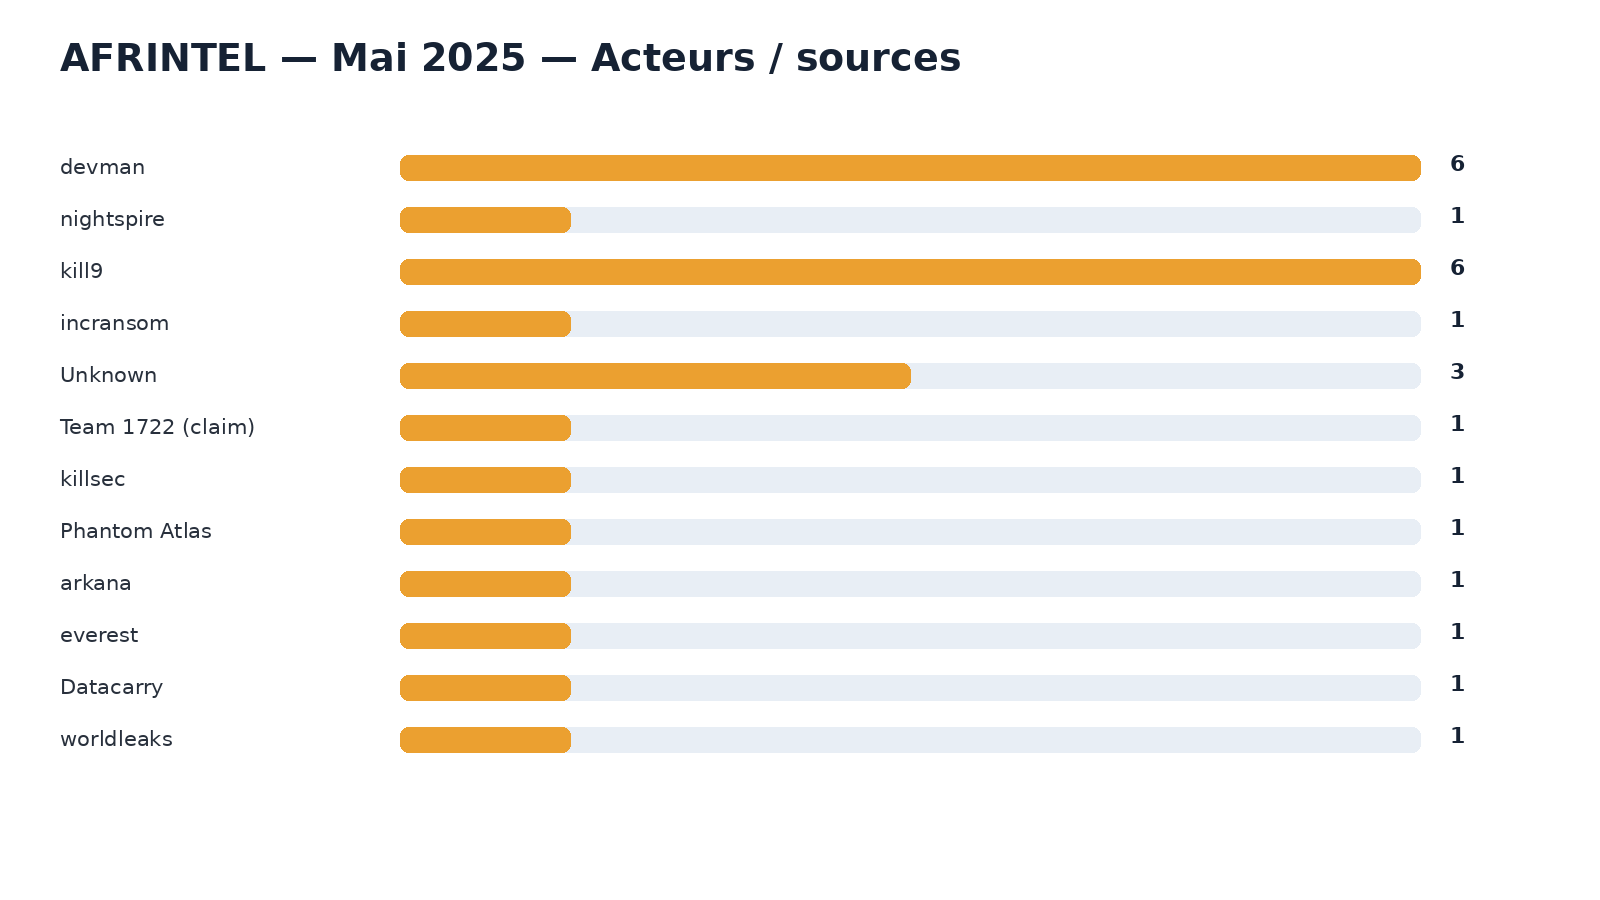 AFRINTEL — Mai 2025 — Acteurs / sources
devman 6
nightspire 1
kill9 6
incransom 1
Unknown 3
Team 1722 (claim) 1
killsec 1
Phantom Atlas 1
arkana 1
everest 1
Datacarry 1
worldleaks 1